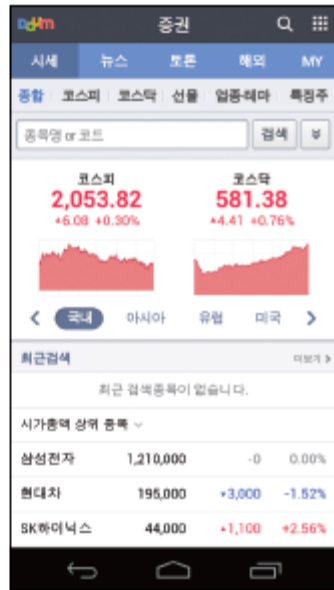 Daum 증권
시세 뉴스 토론 해외 MY
종합 코스피 코스닥 선물 업종·테마 특징주
종목명 or 코드 검색
코스피 코스닥
2,053.82 581.38
+6.08 +0.30% +4.41 +0.76%
국내 아시아 유럽 미국
최근검색 더보기
최근 검색종목이 없습니다.
시가총액 상위 종목
삼성전자 1,210,000 -0 0.00%
현대차 195,000 +3,000 -1.52%
SK하이닉스 44,000 +1,100 +2.56%